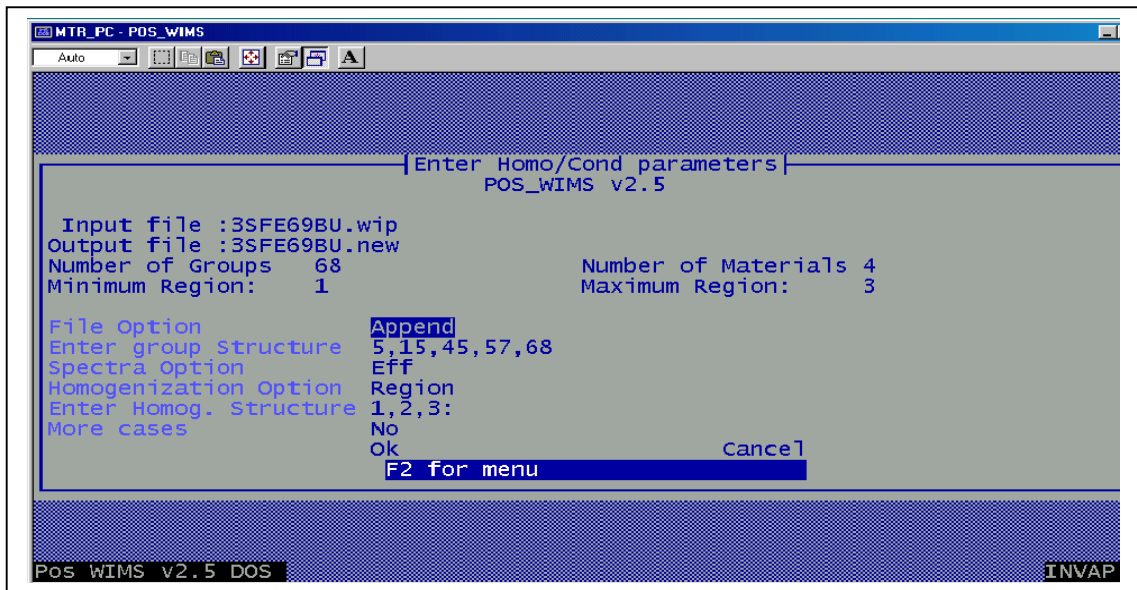 MTR_PC - POS_WIMS
Auto
A
Enter Homo/Cond parameters
POS_WIMS v2.5
Input file :3SFE69BU.wip
Output file :3SFE69BU.new
Number of Groups 68 Number of Materials 4
Minimum Region: 1 Maximum Region: 3
File Option Append
Enter group Structure 5,15,45,57,68
Spectra Option Eff
Homogenization Option Region
Enter Homog. Structure 1,2,3:
More cases No
Ok Cancel
F2 for menu
Pos WIMS v2.5 DOS INVAP